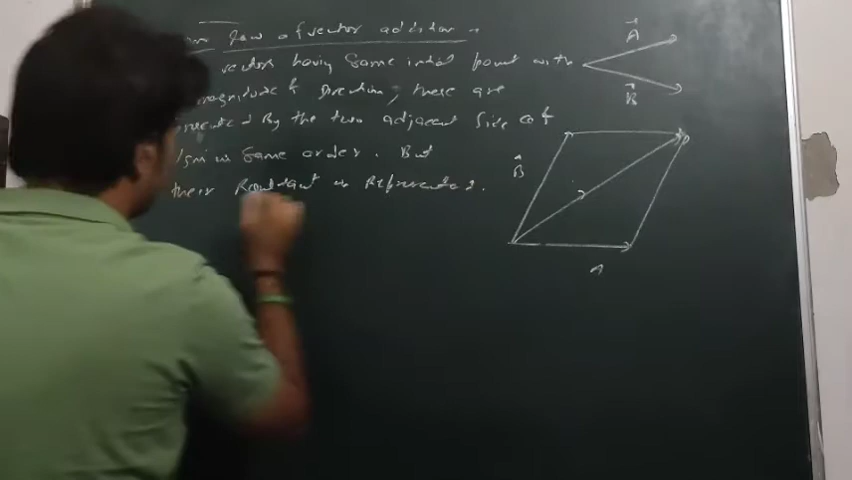 law of vector addition
vectors having same initial point with
magnitude & Direction, these are
By the two adjacent side of
in same order. But
their Resultant is Represented.
A
B
B
A